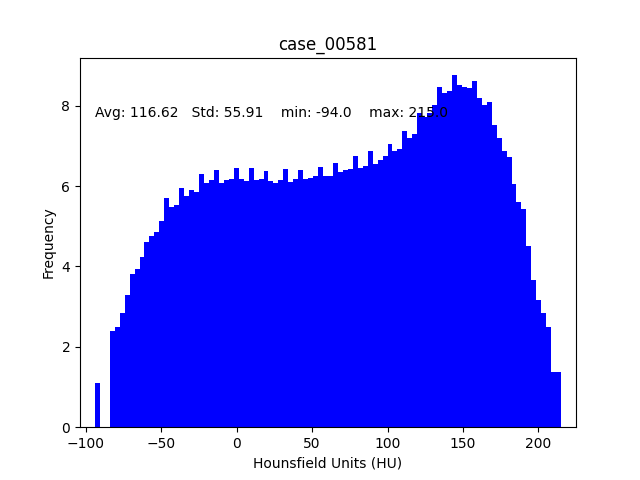 case_00581
Avg: 116.62 Std: 55.91 min: -94.0 max: 215.0
Frequency
8
6
4
2
0
−100 −50 0 50 100 150 200
Hounsfield Units (HU)